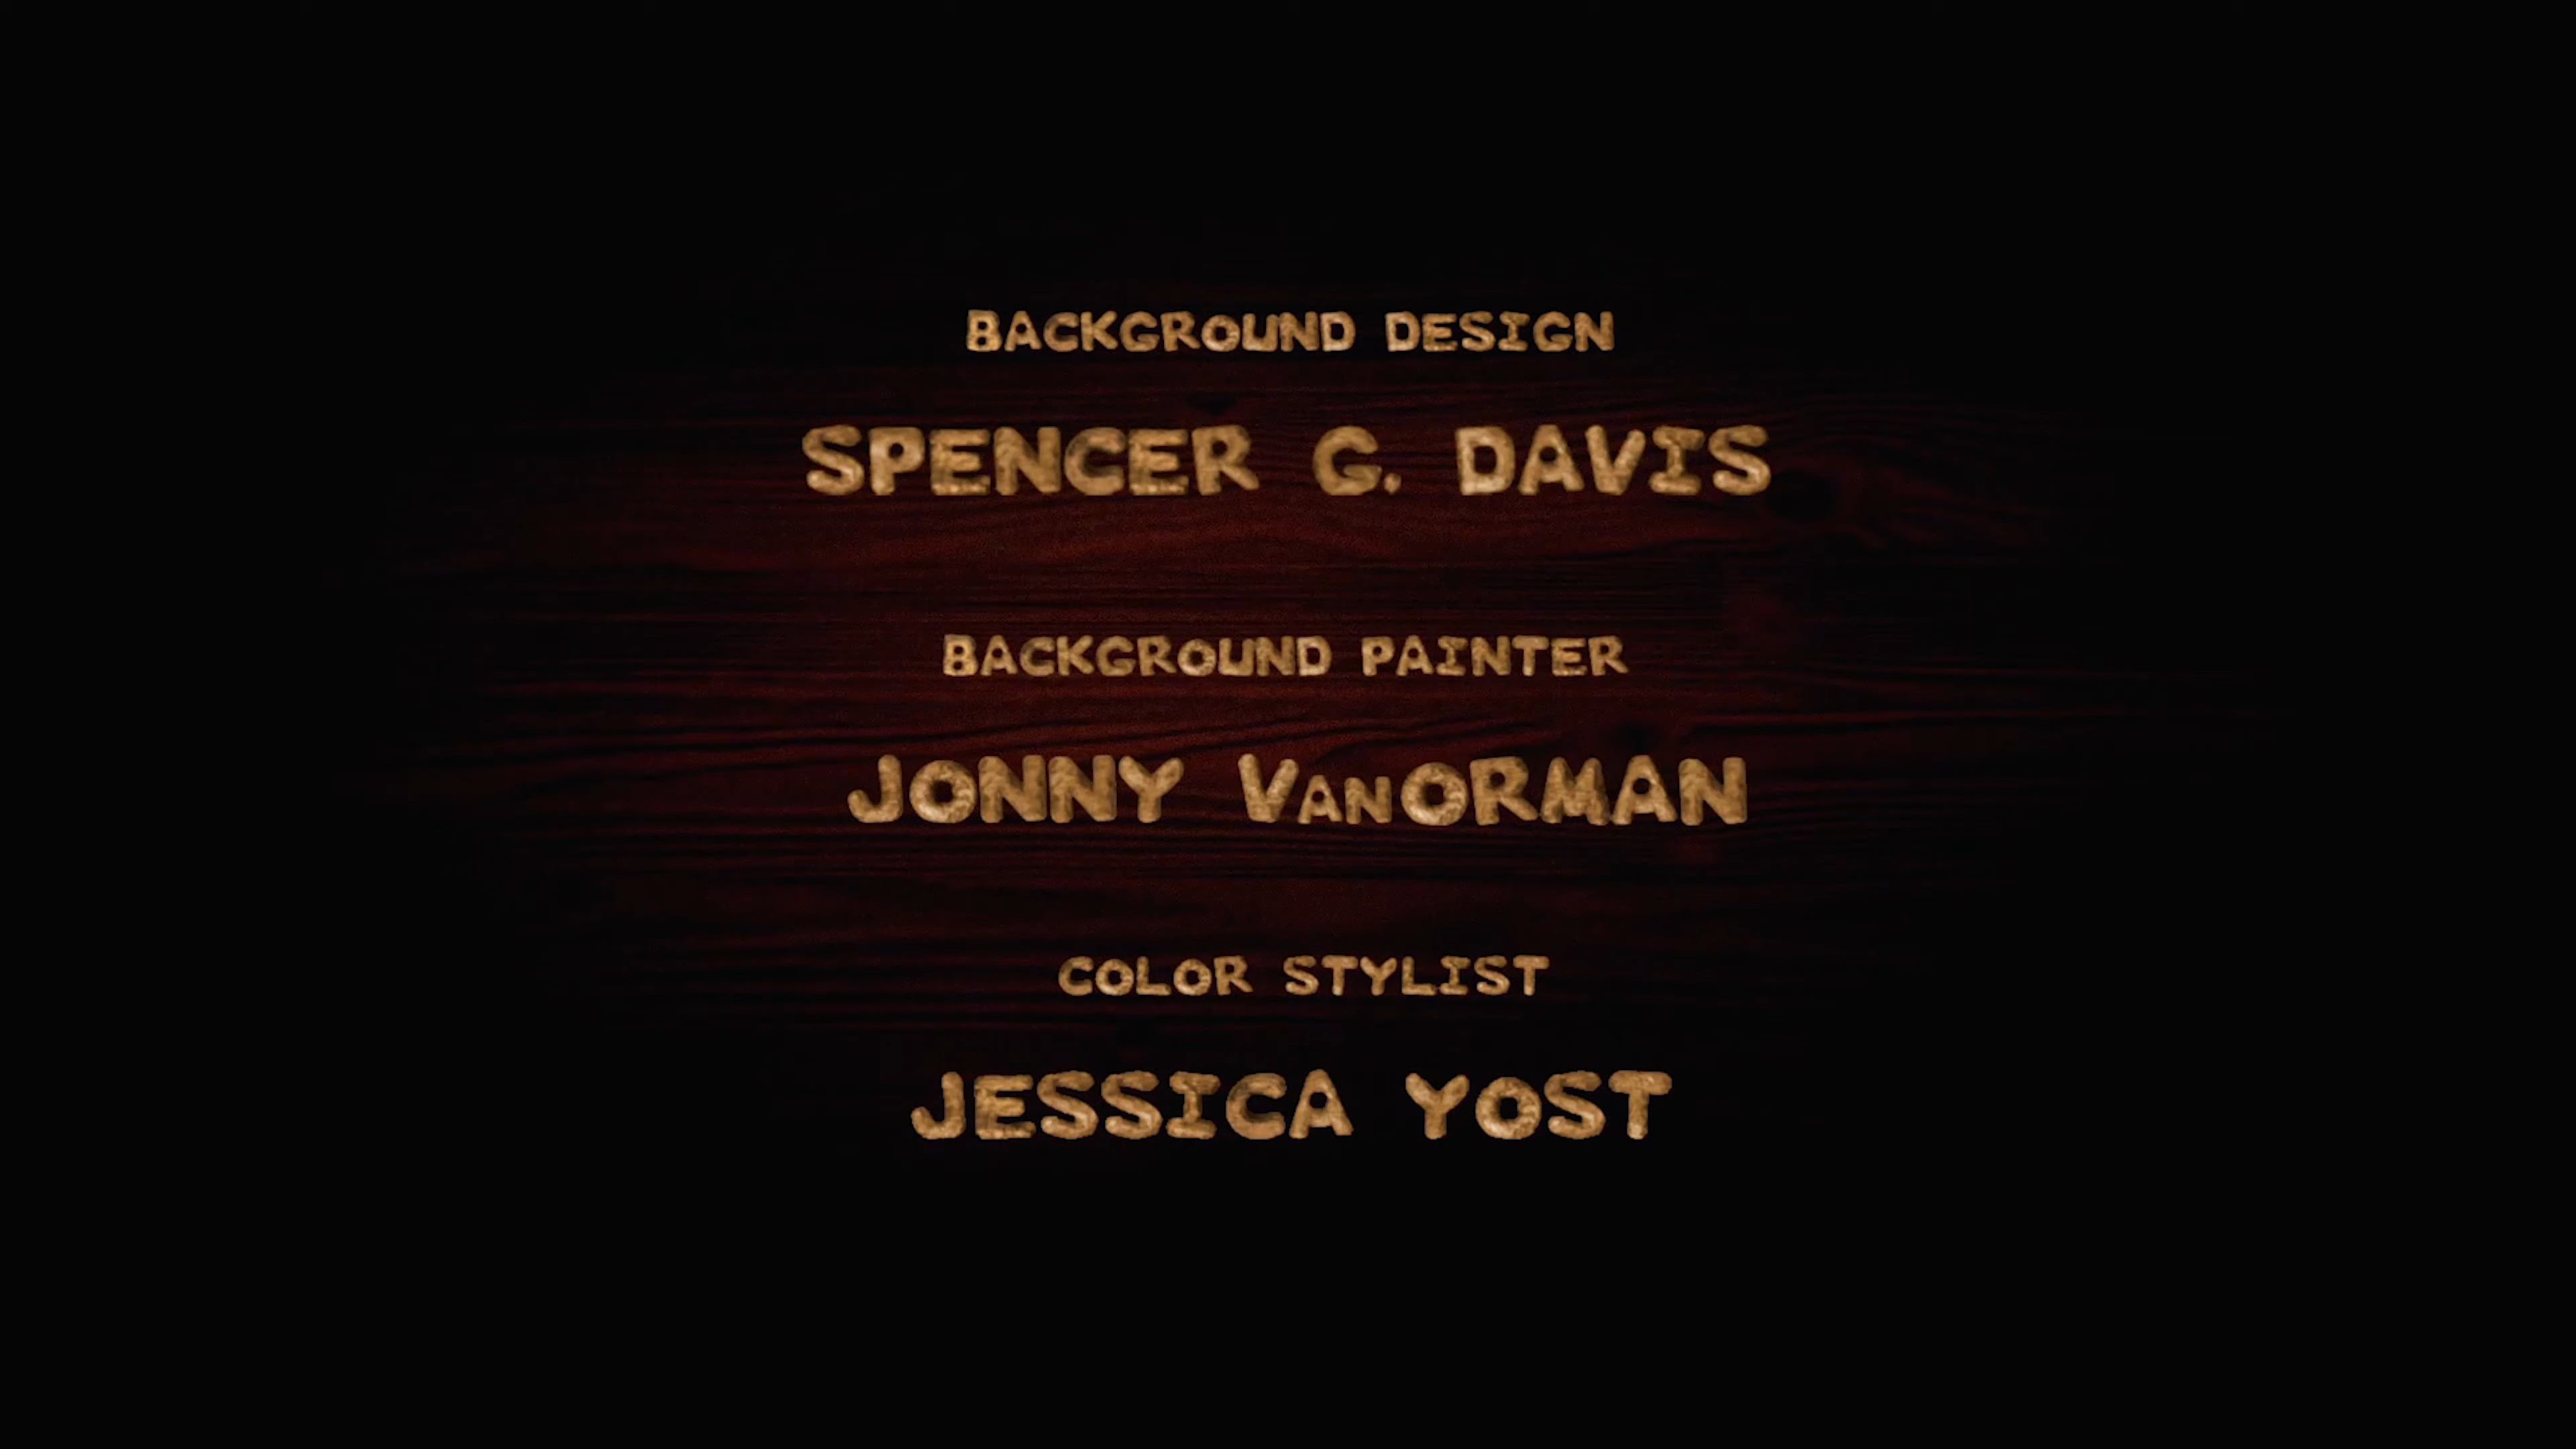 BACKGROUND DESIGN
SPENCER G. DAVIS
BACKGROUND PAINTER
JONNY VANORMAN
COLOR STYLIST
JESSICA YOST